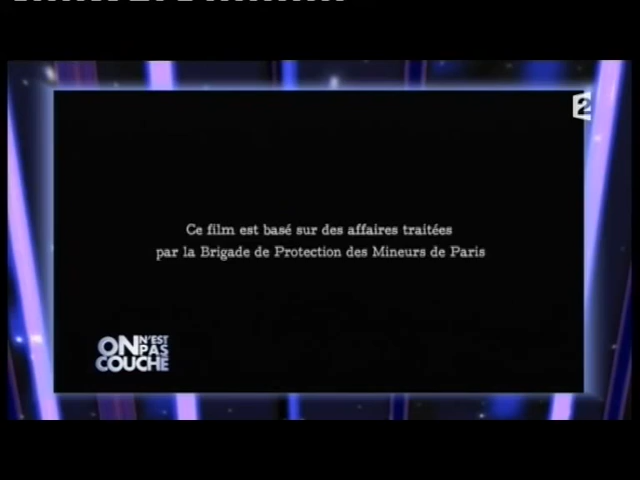 2
Ce film est basé sur des affaires traitées
par la Brigade de Protection des Mineurs de Paris
ON N'EST
PAS
COUCHÉ